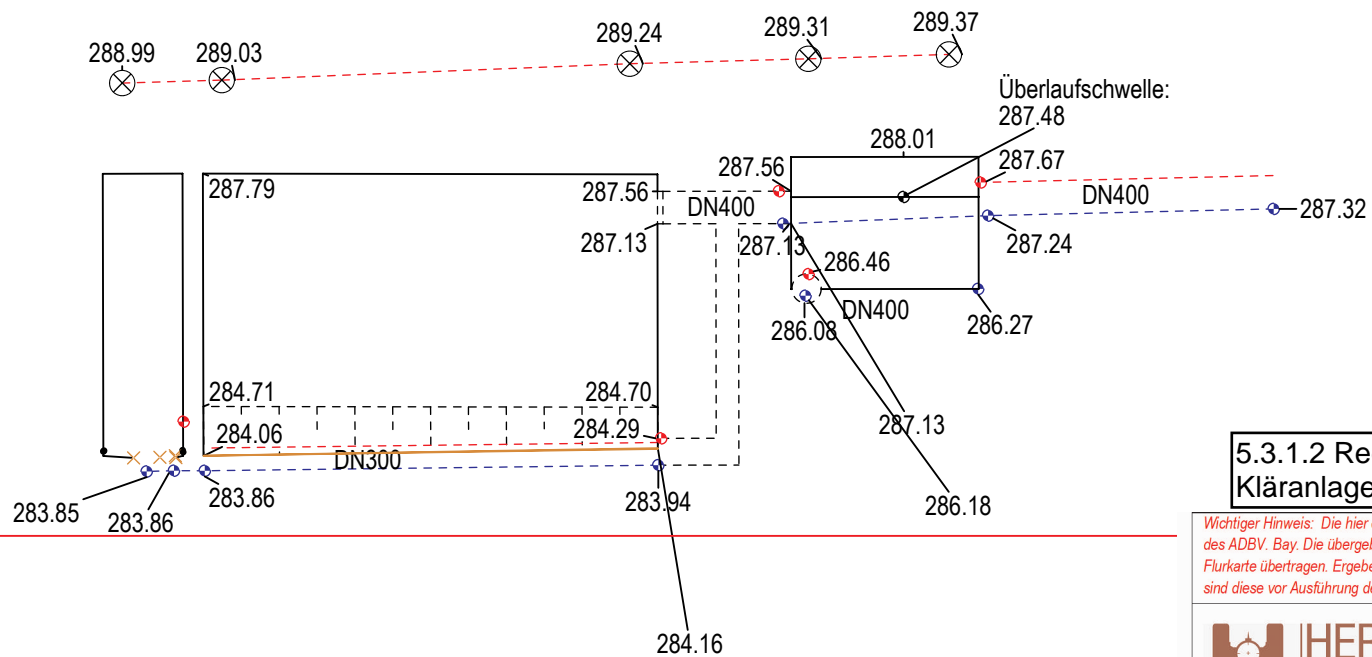 289.37
289.31
289.24
288.99
289.03
Überlaufschwelle:
287.48
288.01
287.67
287.56
287.79
287.56
DN400
DN400
287.32
287.13
287.13
287.24
286.46
DN400
286.08
286.27
284.71
284.70
284.29
287.13
284.06
DN300
283.86
283.94
286.18
283.85
283.86
284.16
5.3.1.2 Re
Kläranlage
Wichtiger Hinweis: Die hier
des ADBV. Bay. Die übergeb
Flurkarte übertragen. Ergebe
sind diese vor Ausführung de